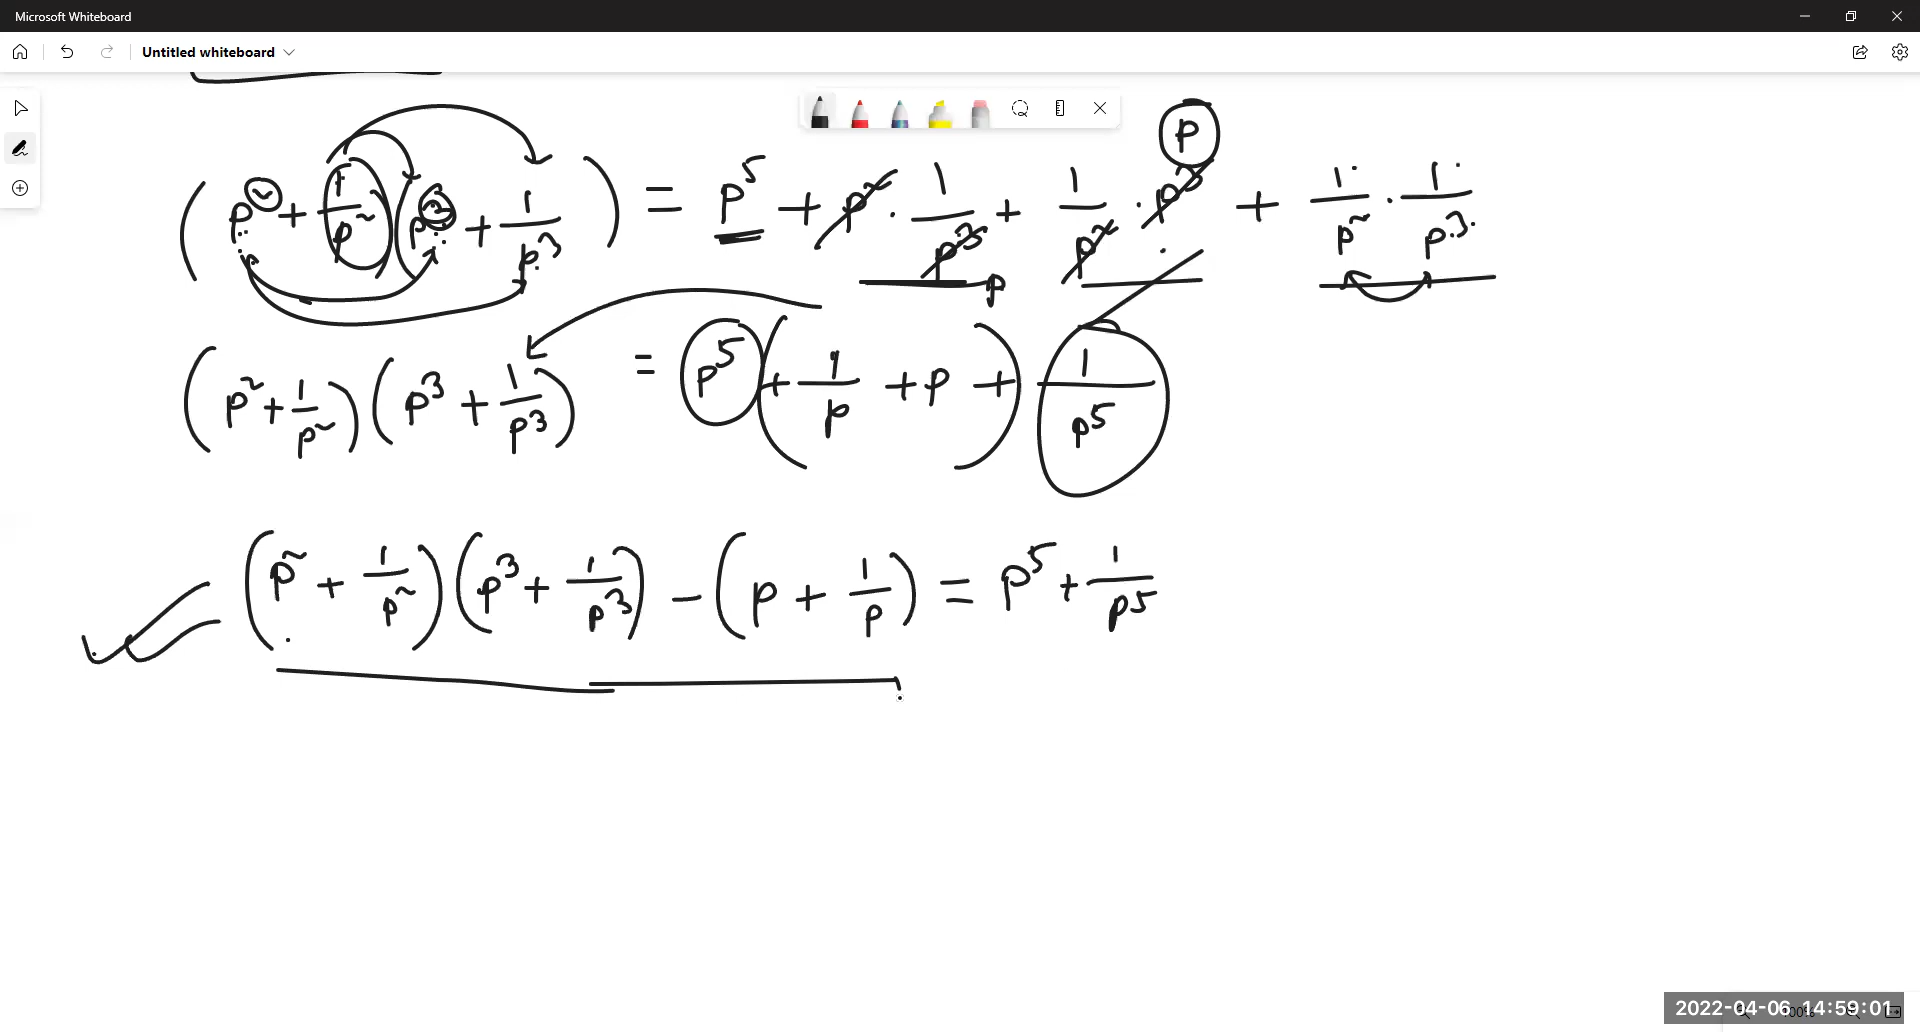 Microsoft Whiteboard
Untitled whiteboard
(p² + 1/p²)(p³ + 1/p³) = p⁵ + p² · 1/p³ + 1/p² · p³ + 1/p² · 1/p³
p
p
(p² + 1/p²)(p³ + 1/p³) = p⁵ (+ 1/p + p +) 1/p⁵
(p² + 1/p²)(p³ + 1/p³) - (p + 1/p) = p⁵ + 1/p⁵
2022-04-06 14:59:01